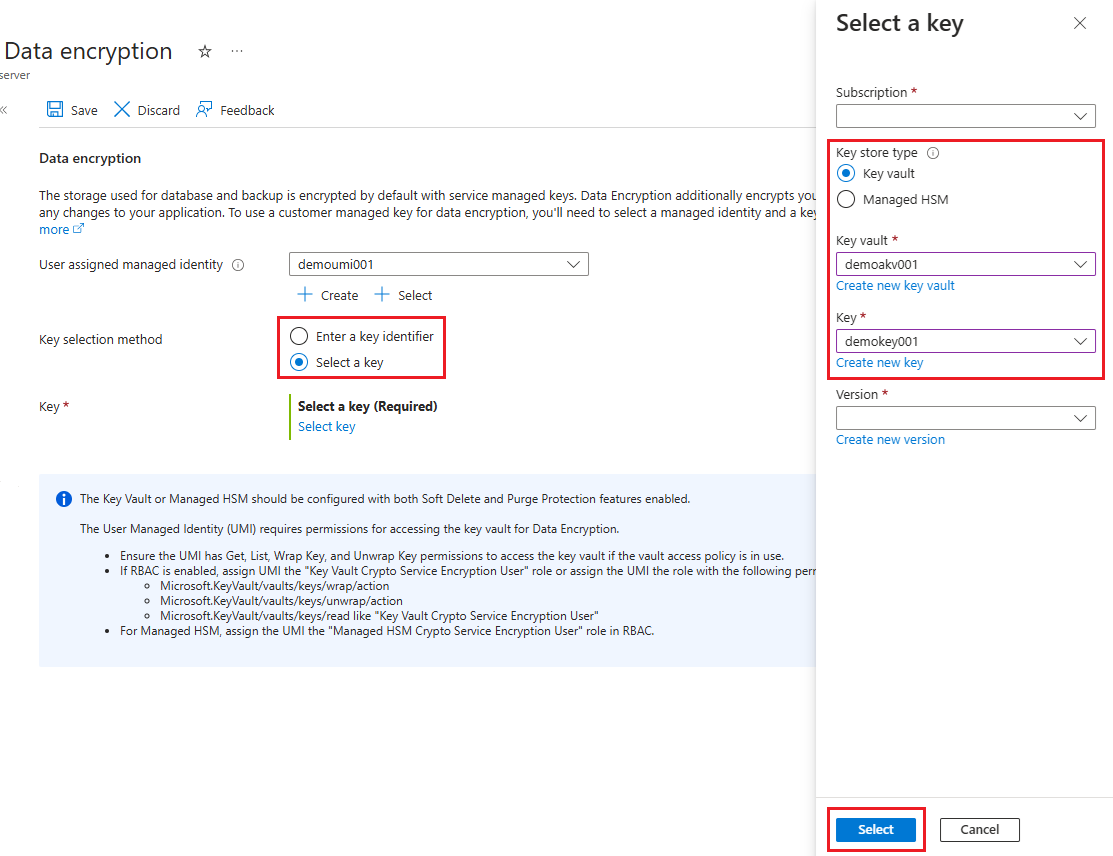 Data encryption
server
Save
Discard
Feedback
Data encryption
The storage used for database and backup is encrypted by default with service managed keys. Data Encryption additionally encrypts you
any changes to your application. To use a customer managed key for data encryption, you'll need to select a managed identity and a key
more
User assigned managed identity
demoumi001
Create
Select
Key selection method
Enter a key identifier
Select a key
Key *
Select a key (Required)
Select key
The Key Vault or Managed HSM should be configured with both Soft Delete and Purge Protection features enabled.
The User Managed Identity (UMI) requires permissions for accessing the key vault for Data Encryption.
• Ensure the UMI has Get, List, Wrap Key, and Unwrap Key permissions to access the key vault if the vault access policy is in use.
• If RBAC is enabled, assign UMI the "Key Vault Crypto Service Encryption User" role or assign the UMI the role with the following perr
Microsoft.KeyVault/vaults/keys/wrap/action
Microsoft.KeyVault/vaults/keys/unwrap/action
Microsoft.KeyVault/vaults/keys/read like "Key Vault Crypto Service Encryption User"
• For Managed HSM, assign the UMI the "Managed HSM Crypto Service Encryption User" role in RBAC.
Select a key
Subscription *
Key store type
Key vault
Managed HSM
Key vault *
demoakv001
Create new key vault
Key *
demokey001
Create new key
Version *
Create new version
Select
Cancel